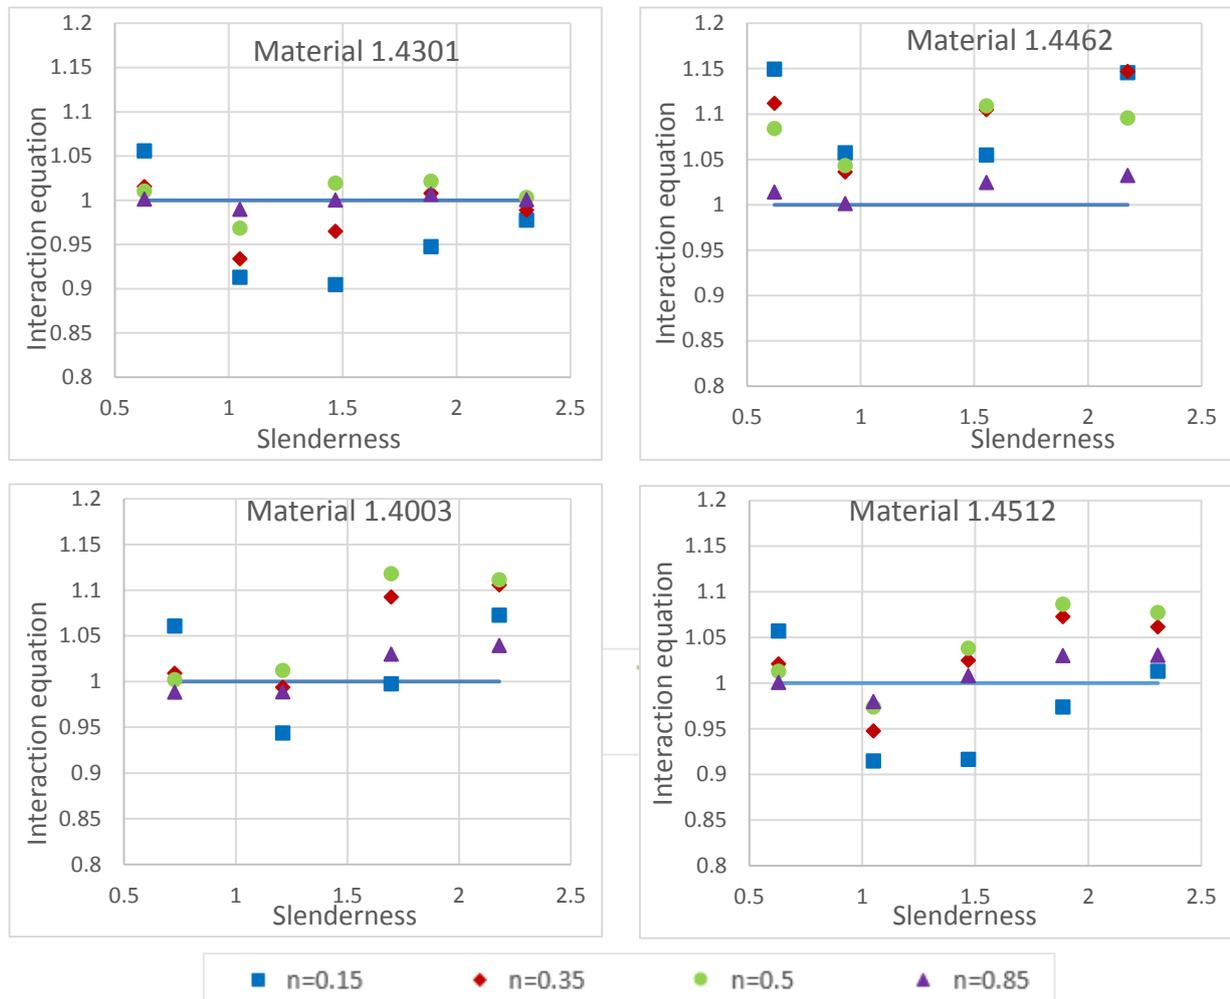 Material 1.4301
Interaction equation
1.2
1.15
1.1
1.05
1
0.95
0.9
0.85
0.8
0.5 1 1.5 2 2.5
Slenderness
Material 1.4462
Interaction equation
1.2
1.15
1.1
1.05
1
0.95
0.9
0.85
0.8
0.5 1 1.5 2 2.5
Slenderness
Material 1.4003
Interaction equation
1.2
1.15
1.1
1.05
1
0.95
0.9
0.85
0.8
0.5 1 1.5 2 2.5
Slenderness
Material 1.4512
Interaction equation
1.2
1.15
1.1
1.05
1
0.95
0.9
0.85
0.8
0.5 1 1.5 2 2.5
Slenderness
n=0.15 n=0.35 n=0.5 n=0.85